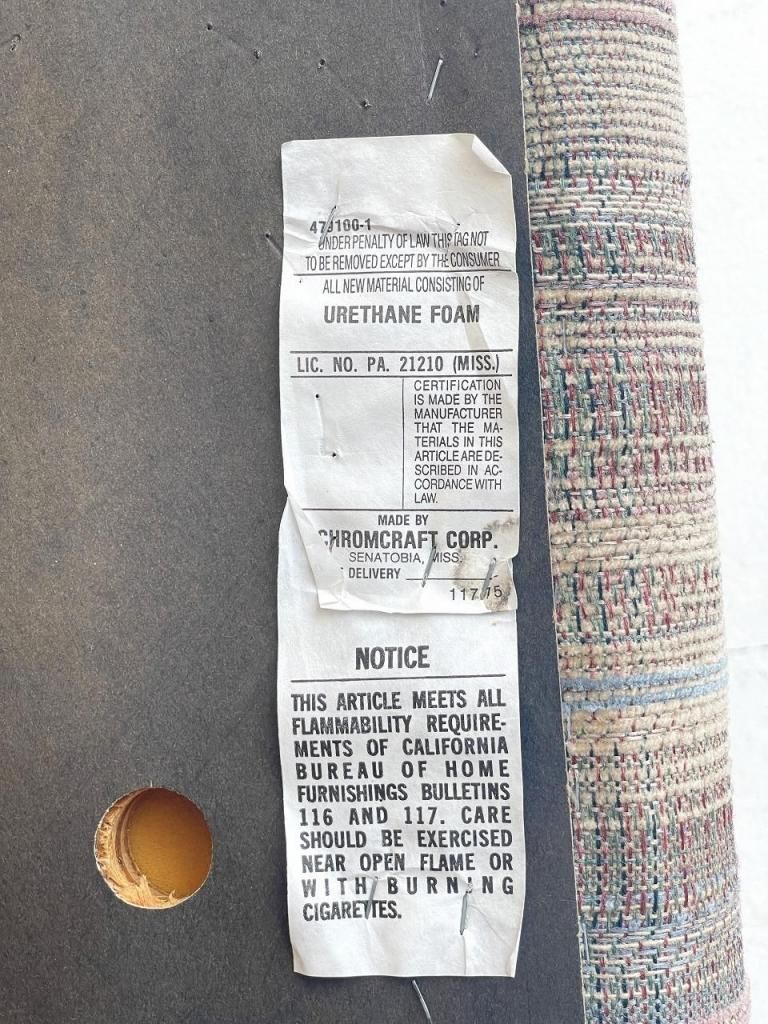 UNDER PENALTY OF LAW THIS TAG NOT
TO BE REMOVED EXCEPT BY THE CONSUMER
ALL NEW MATERIAL CONSISTING OF
URETHANE FOAM
LIC. NO. PA. 21210 (MISS.)
CERTIFICATION
IS MADE BY THE
MANUFACTURER
THAT THE MA-
TERIALS IN THIS
ARTICLE ARE DE-
SCRIBED IN AC-
CORDANCE WITH
LAW.
MADE BY
CHROMCRAFT CORP.
SENATOBIA, MISS.
DELIVERY
NOTICE
THIS ARTICLE MEETS ALL
FLAMMABILITY REQUIRE-
MENTS OF CALIFORNIA
BUREAU OF HOME
FURNISHINGS BULLETINS
116 AND 117. CARE
SHOULD BE EXERCISED
NEAR OPEN FLAME OR
WITH BURNING
CIGARETTES.